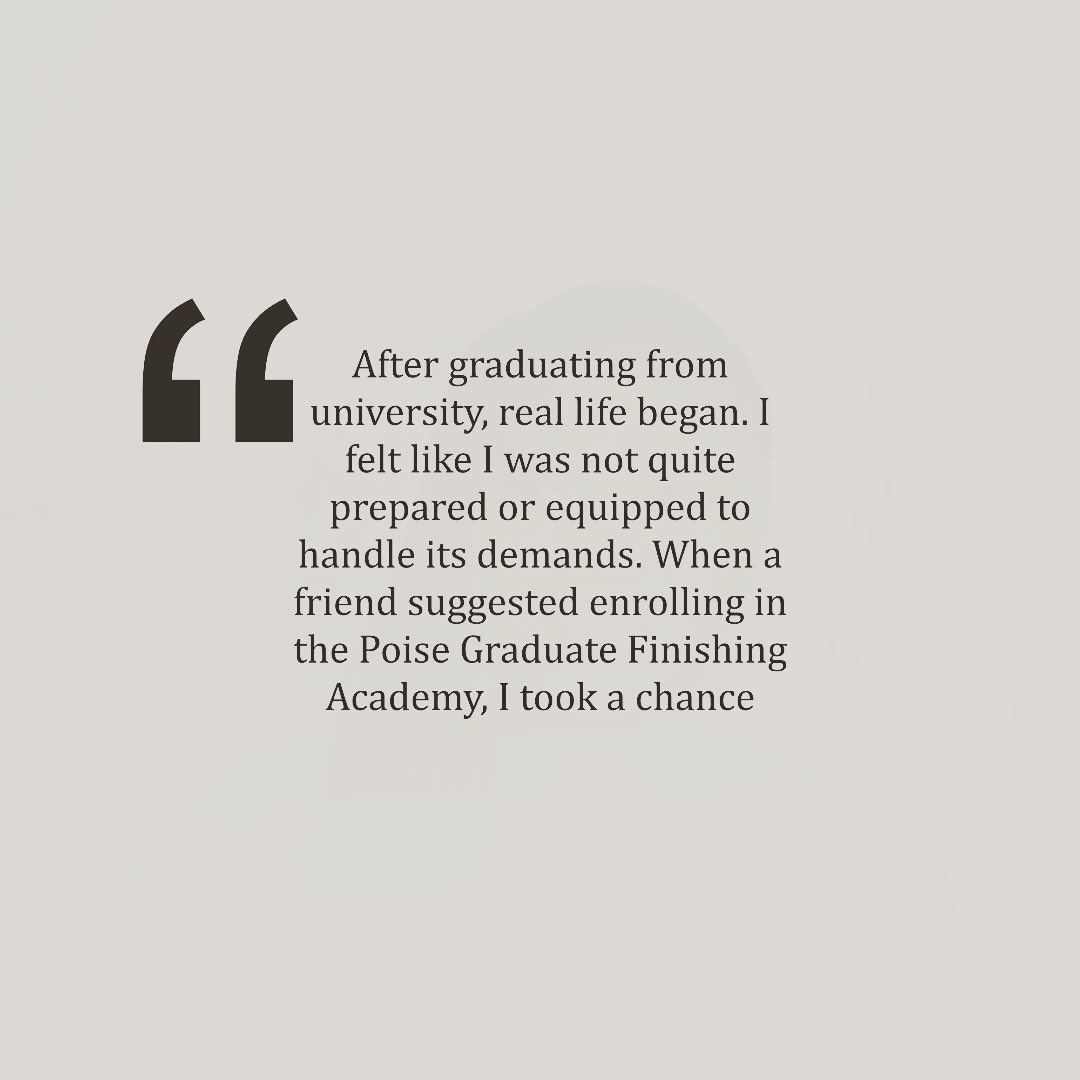 “
After graduating from
university, real life began. I
felt like I was not quite
prepared or equipped to
handle its demands. When a
friend suggested enrolling in
the Poise Graduate Finishing
Academy, I took a chance